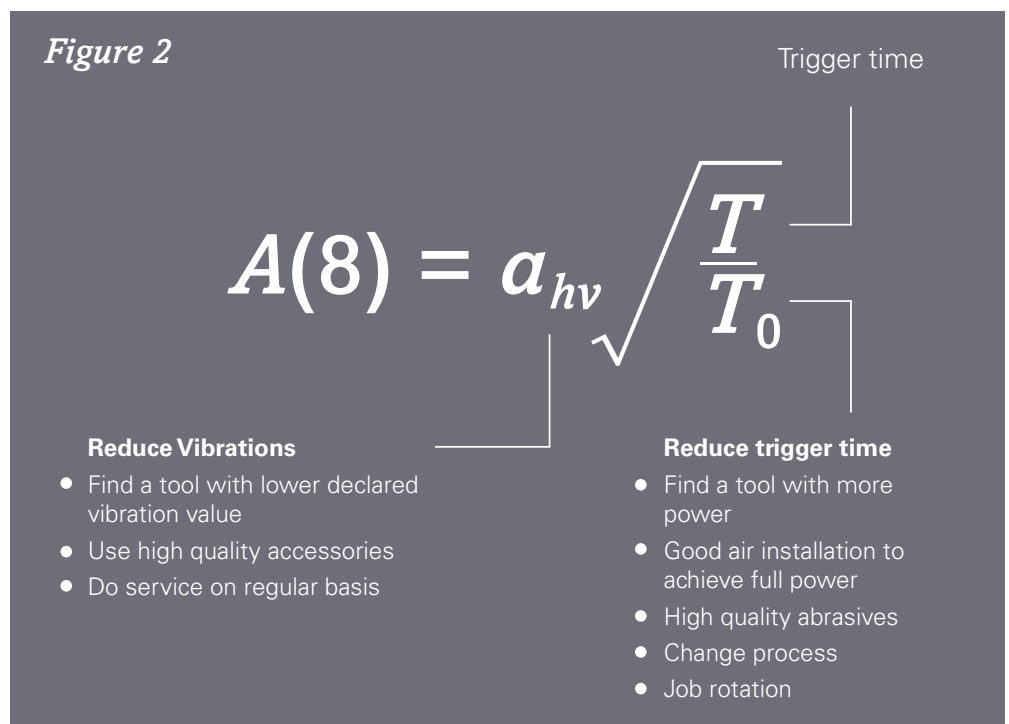 Figure 2
Trigger time
A(8) = a_hv √(T/T_0)
Reduce Vibrations
• Find a tool with lower declared
vibration value
• Use high quality accessories
• Do service on regular basis
Reduce trigger time
• Find a tool with more
power
• Good air installation to
achieve full power
• High quality abrasives
• Change process
• Job rotation